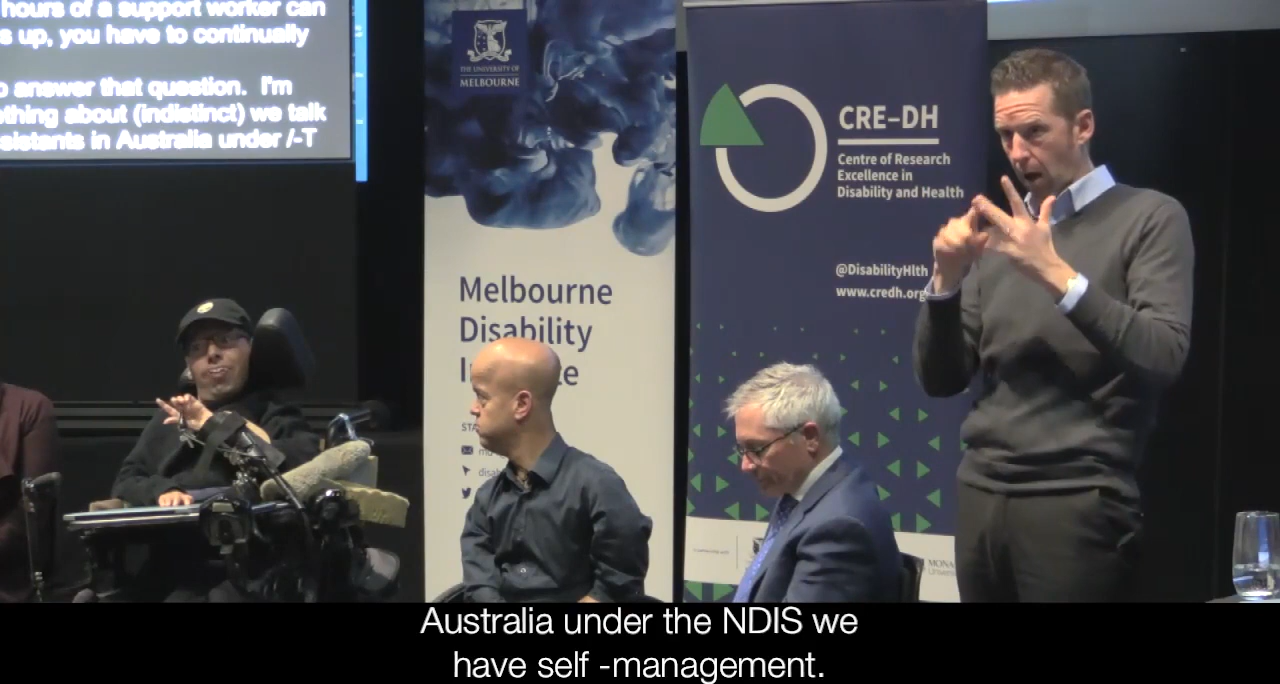 hours of a support worker can
s up, you have to continually
o answer that question. I'm
othing about (indistinct) we talk
sistants in Australia under /-T
THE UNIVERSITY OF
MELBOURNE
Melbourne
Disability
CRE-DH
Centre of Research
Excellence in
Disability and Health
@DisabilityHlth
www.credh.org
Australia under the NDIS we
have self -management.